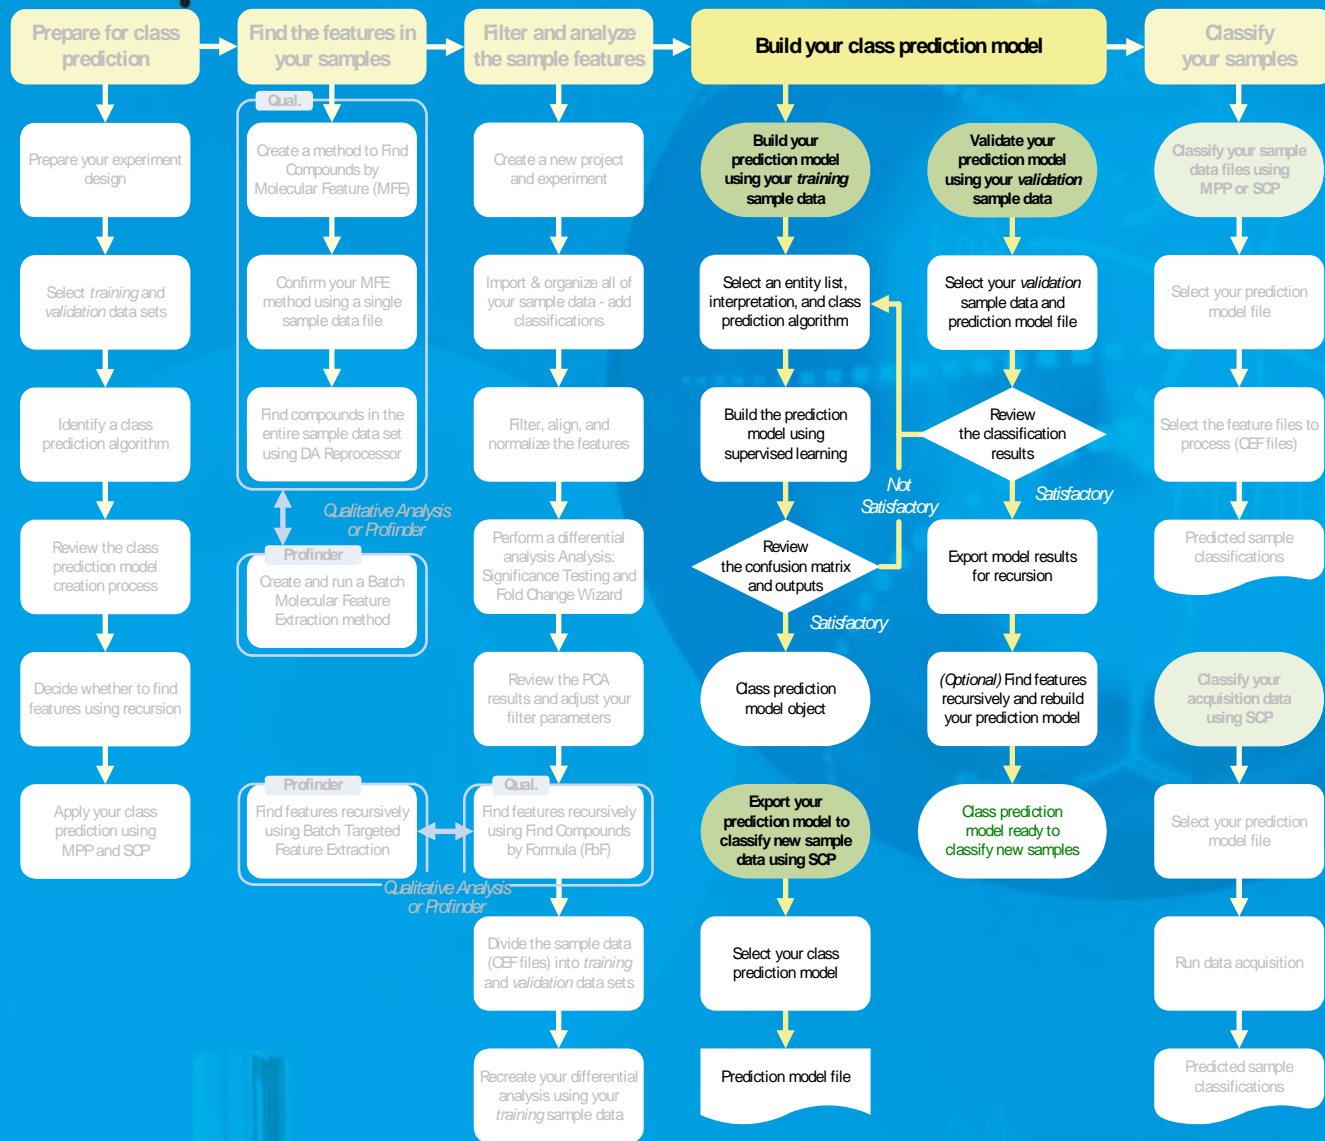 Prepare for class
prediction
Find the features in
your samples
Filter and analyze
the sample features
Build your class prediction model
Classify
your samples
Prepare your experiment
design
Select training and
validation data sets
Identify a class
prediction algorithm
Review the class
prediction model
creation process
Decide whether to find
features using recursion
Apply your class
prediction using
MPP and SCP
Qual.
Create a method to Find
Compounds by
Molecular Feature (MFE)
Confirm your MFE
method using a single
sample data file
Find compounds in the
entire sample data set
using DA Reprocessor
Qualitative Analysis
or Profinder
Profinder
Create and run a Batch
Molecular Feature
Extraction method
Profinder
Find features recursively
using Batch Targeted
Feature Extraction
Create a new project
and experiment
Import & organize all of
your sample data - add
classifications
Filter, align, and
normalize the features
Perform a differential
analysis Analysis:
Significance Testing and
Fold Change Wizard
Review the PCA
results and adjust your
filter parameters
Qual.
Find features recursively
using Find Compounds
by Formula (FbF)
Qualitative Analysis
or Profinder
Divide the sample data
(CEF files) into training
and validation data sets
Recreate your differential
analysis using your
training sample data
Build your
prediction model
using your training
sample data
Select an entity list,
interpretation, and class
prediction algorithm
Build the prediction
model using
supervised learning
Review
the confusion matrix
and outputs
Not
Satisfactory
Satisfactory
Class prediction
model object
Export your
prediction model to
classify new sample
data using SCP
Select your class
prediction model
Prediction model file
Validate your
prediction model
using your validation
sample data
Select your validation
sample data and
prediction model file
Review
the classification
results
Satisfactory
Export model results
for recursion
(Optional) Find features
recursively and rebuild
your prediction model
Class prediction
model ready to
classify new samples
Classify your sample
data files using
MPP or SCP
Select your prediction
model file
Select the feature files to
process (CEF files)
Predicted sample
classifications
Classify your
acquisition data
using SCP
Select your prediction
model file
Run data acquisition
Predicted sample
classifications